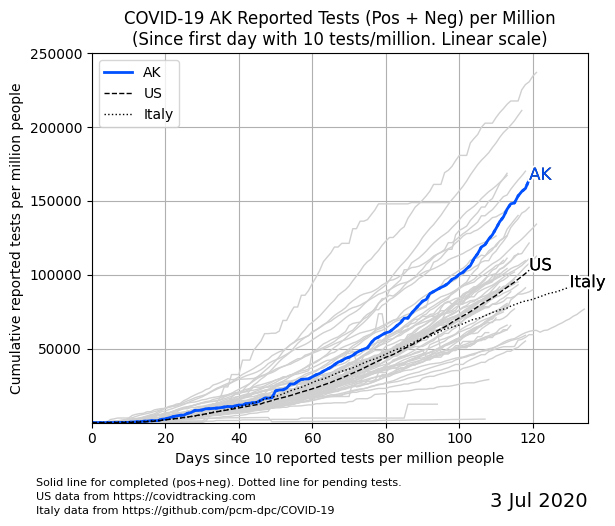 COVID-19 AK Reported Tests (Pos + Neg) per Million
(Since first day with 10 tests/million. Linear scale)
250000
200000
150000
100000
50000
Cumulative reported tests per million people
AK
US
Italy
AK
US
Italy
0 20 40 60 80 100 120
Days since 10 reported tests per million people
Solid line for completed (pos+neg). Dotted line for pending tests.
US data from https://covidtracking.com
Italy data from https://github.com/pcm-dpc/COVID-19
3 Jul 2020